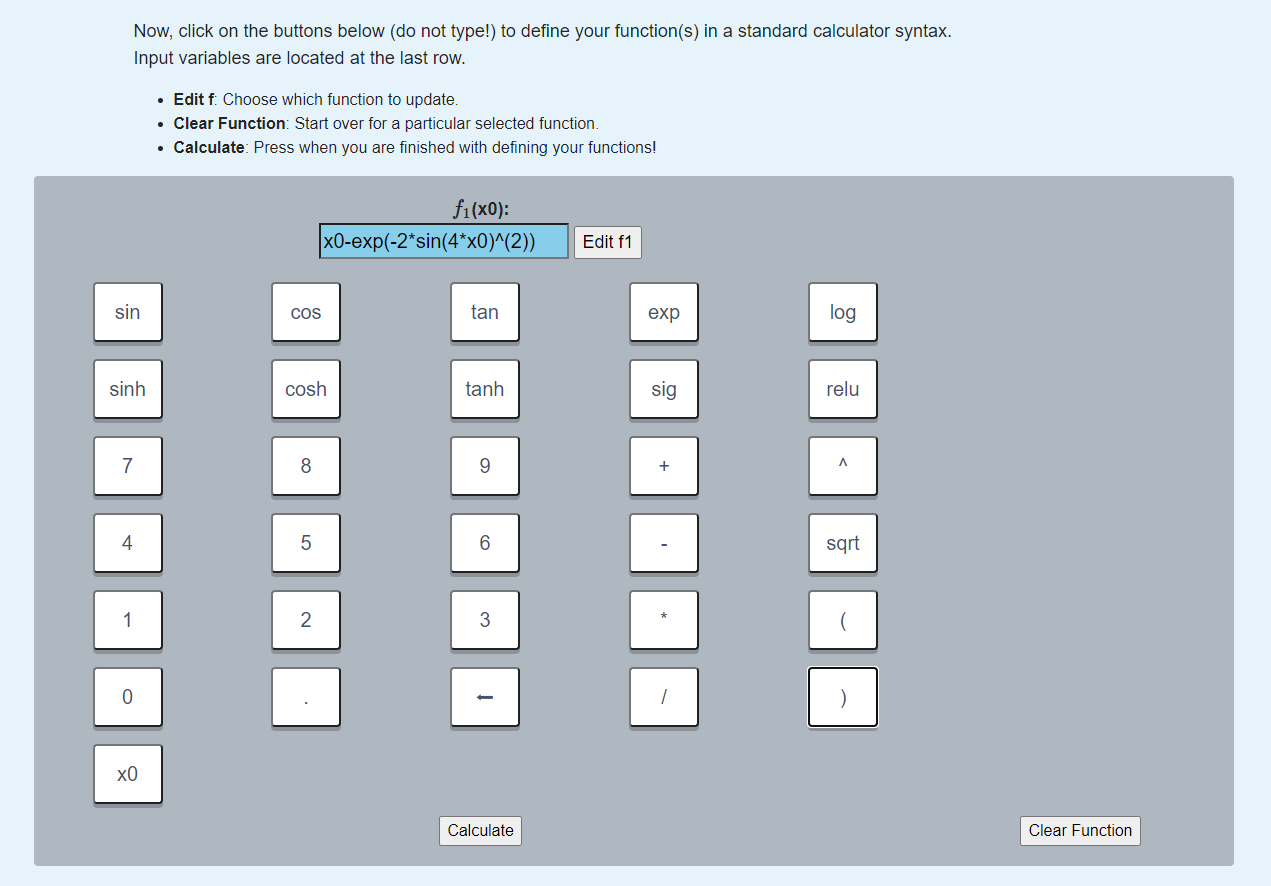 Now, click on the buttons below (do not type!) to define your function(s) in a standard calculator syntax.
Input variables are located at the last row.
• Edit f: Choose which function to update.
• Clear Function: Start over for a particular selected function.
• Calculate: Press when you are finished with defining your functions!
f₁(x0):
x0-exp(-2*sin(4*x0)^(2)) Edit f1
sin cos tan exp log
sinh cosh tanh sig relu
7 8 9 + ^
4 5 6 - sqrt
1 2 3 * (
0 . ← / )
x0
Calculate Clear Function